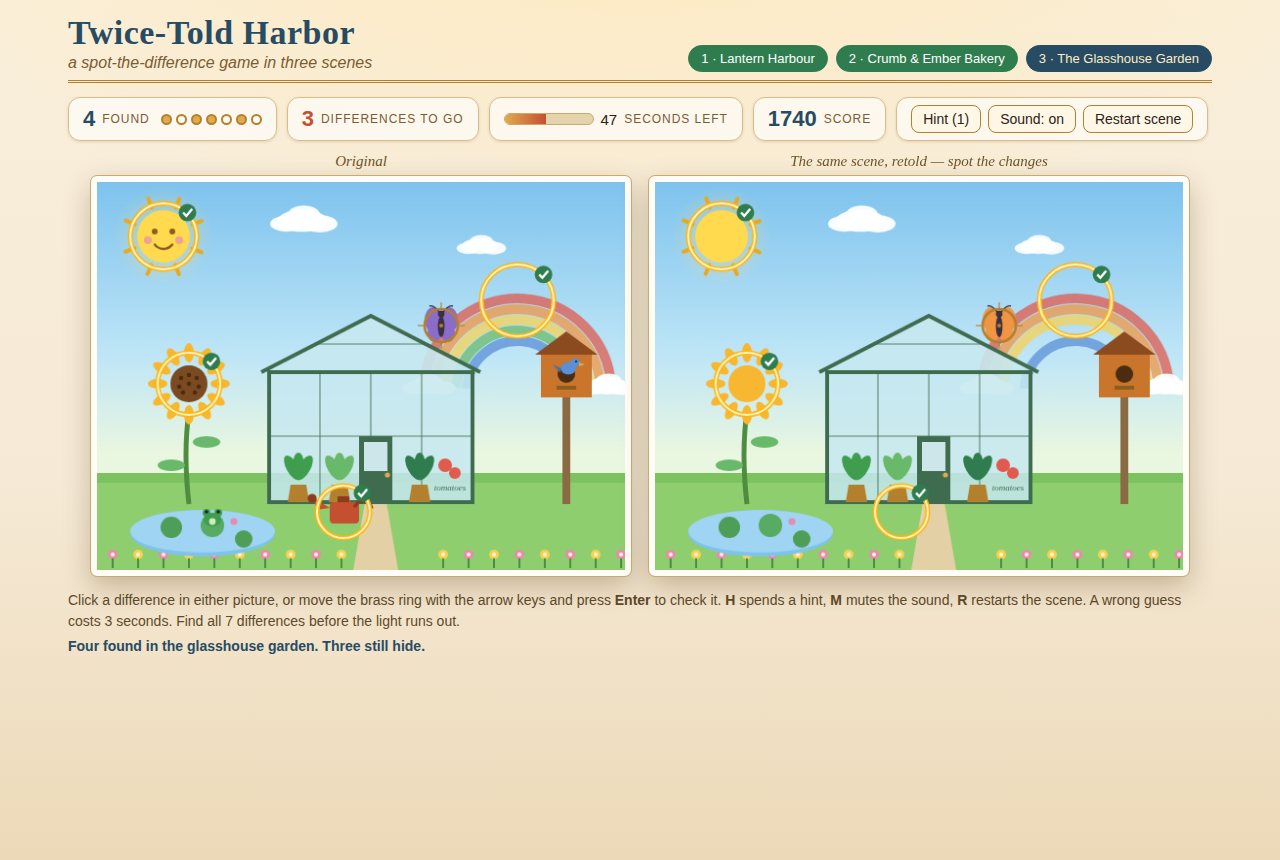 Twice-Told Harbor
a spot-the-difference game in three scenes
1 · Lantern Harbour
2 · Crumb & Ember Bakery
3 · The Glasshouse Garden
4 FOUND
3 DIFFERENCES TO GO
47 SECONDS LEFT
1740 SCORE
Hint (1)
Sound: on
Restart scene
Original
The same scene, retold — spot the changes
tomatoes
tomatoes
Click a difference in either picture, or move the brass ring with the arrow keys and press Enter to check it. H spends a hint, M mutes the sound, R restarts the scene. A wrong guess
costs 3 seconds. Find all 7 differences before the light runs out.
Four found in the glasshouse garden. Three still hide.